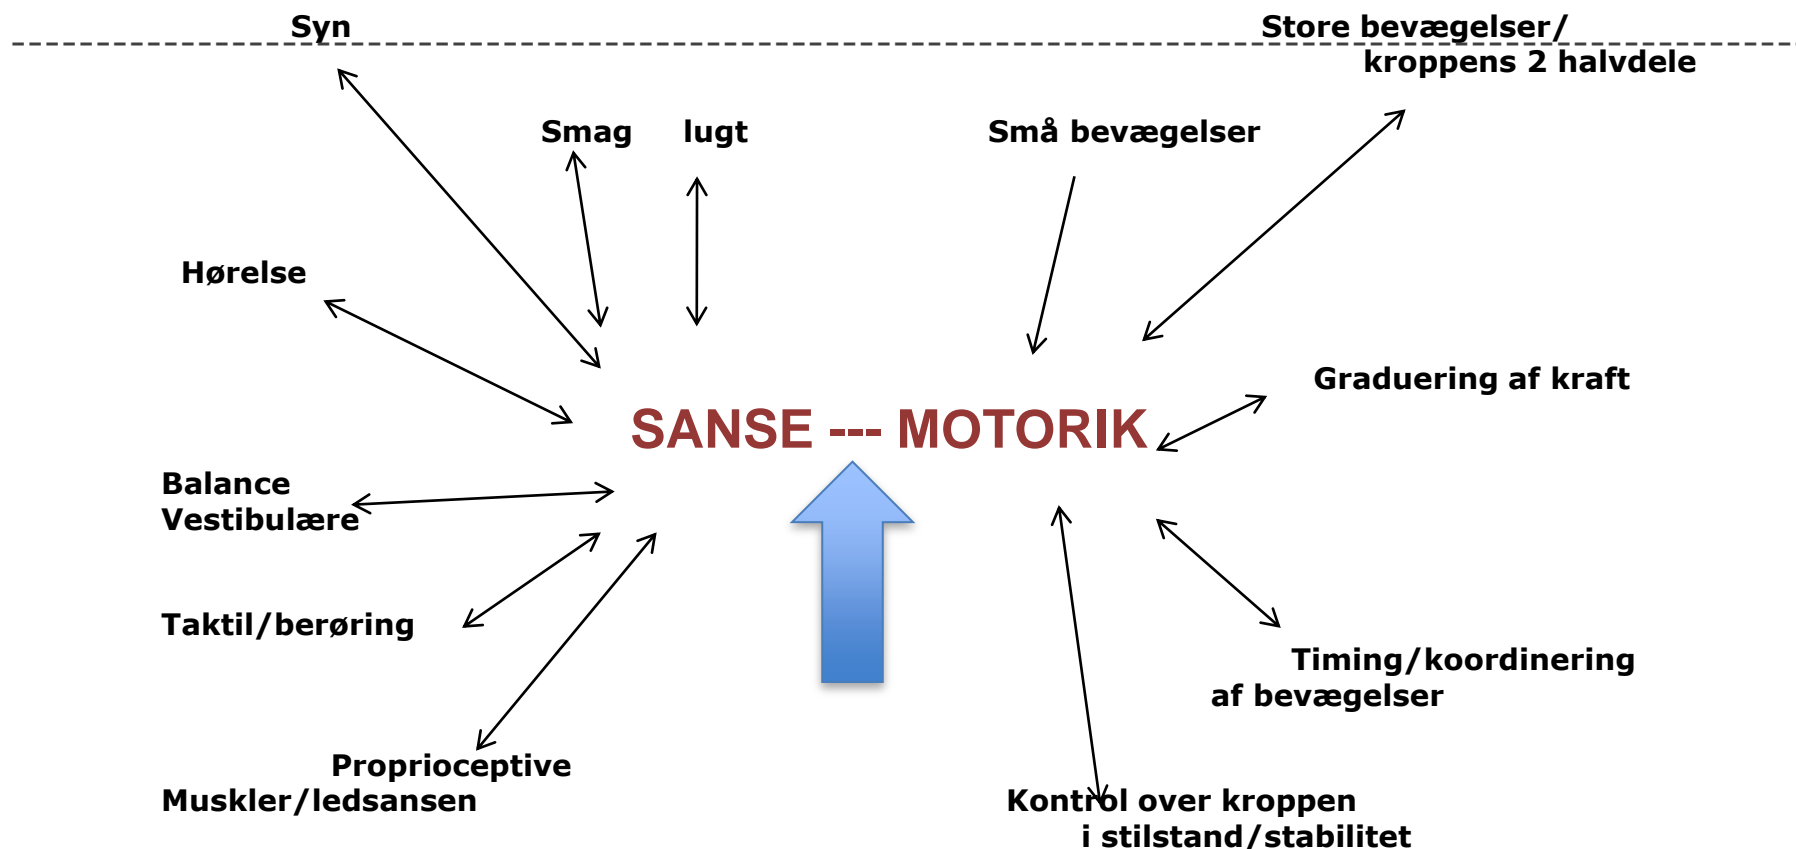 Syn
Store bevægelser/
kroppens 2 halvdele
Smag lugt
Små bevægelser
Hørelse
Graduering af kraft
SANSE --- MOTORIK
Balance
Vestibulære
Taktil/berøring
Timing/koordinering
af bevægelser
Proprioceptive
Muskler/ledsansen
Kontrol over kroppen
i stilstand/stabilitet